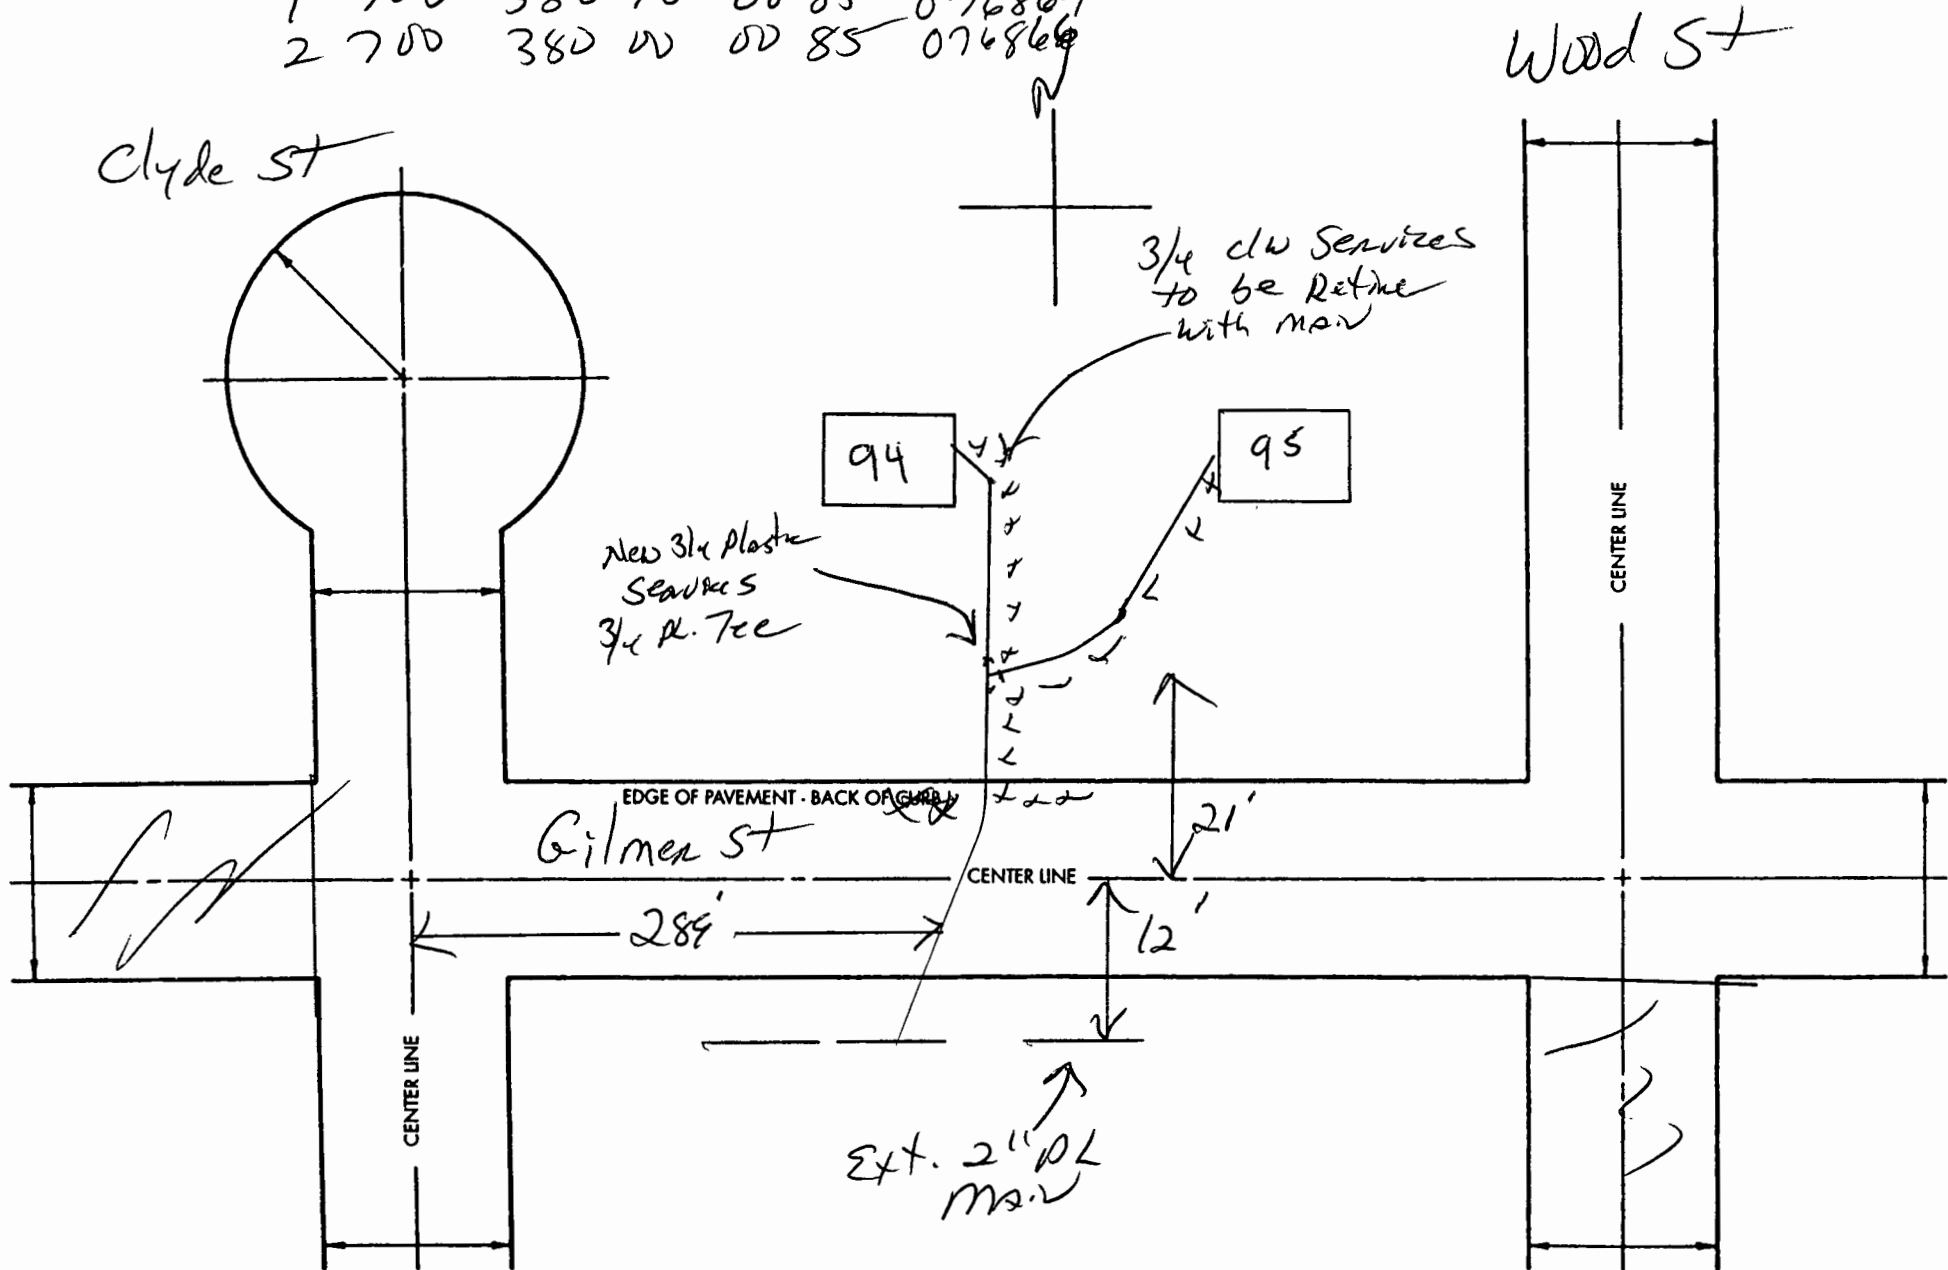 2 700 380 00 00 85
Wood St
Clyde St
N
3/4 c/w Services
to be Retire
with main
94
95
New 3/4 Plastic
Services
3/4 PL. Tee
CENTER LINE
EDGE OF PAVEMENT - BACK OF CURB
Gilmer St
21'
CENTER LINE
289'
12'
CENTER LINE
Ext. 2" PL
main